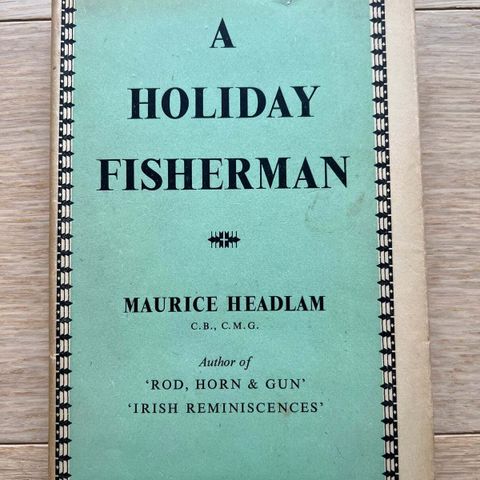 A
HOLIDAY
FISHERMAN
MAURICE HEADLAM
C.B., C.M.G.
Author of
‘ROD, HORN & GUN’
‘IRISH REMINISCENCES’